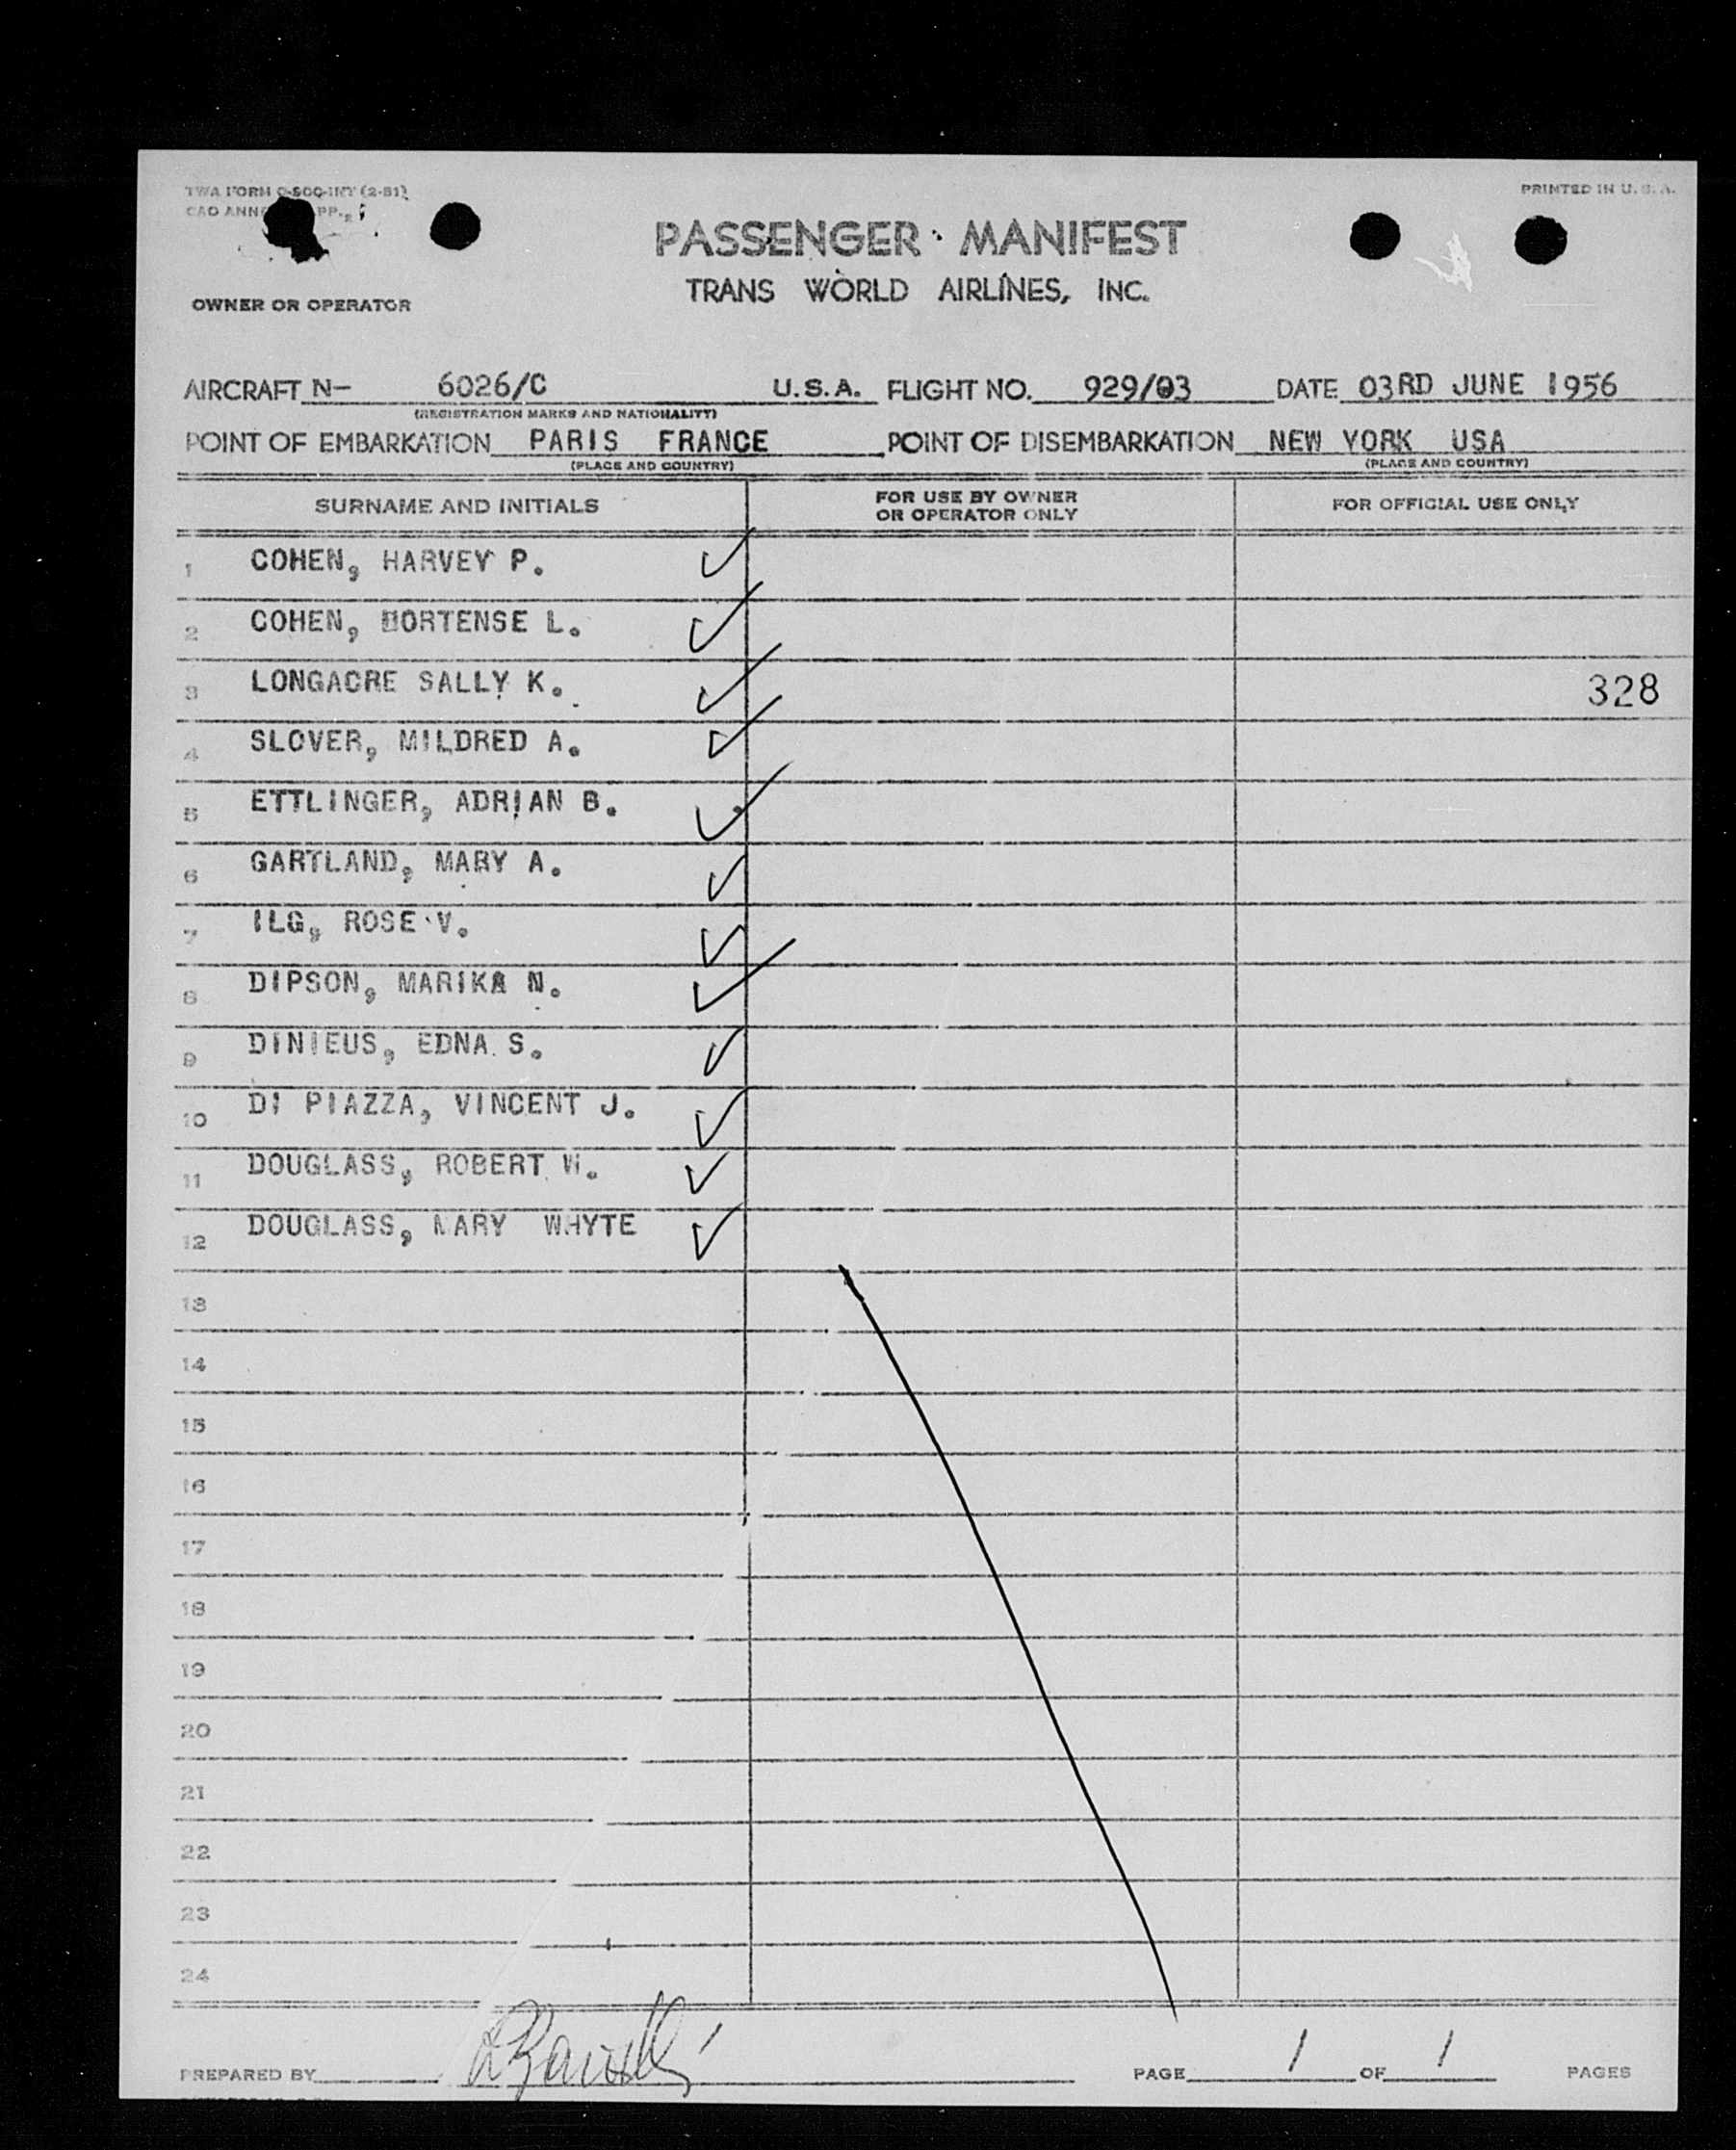 TWA FORM
CAO
PRINTED IN U.S.A.
PASSENGER MANIFEST
TRANS WORLD AIRLINES, INC.
OWNER OR OPERATOR
AIRCRAFT N- 6026/C U.S.A. FLIGHT NO. 929/03 DATE 03RD JUNE 1956
(REGISTRATION MARKS AND NATIONALITY)
POINT OF EMBARKATION PARIS FRANCE POINT OF DISEMBARKATION NEW YORK USA
(PLACE AND COUNTRY) (PLACE AND COUNTRY)
SURNAME AND INITIALS
FOR USE BY OWNER
OR OPERATOR ONLY
FOR OFFICIAL USE ONLY
1 COHEN, HARVEY P.
2 COHEN, HORTENSE L.
3 LONGACRE SALLY K. 328
4 SLOVER, MILDRED A.
5 ETTLINGER, ADRIAN B.
6 GARTLAND, MARY A.
7 ILG, ROSE V.
8 DIPSON, MARIKA N.
9 DINIEUS, EDNA S.
10 DI PIAZZA, VINCENT J.
11 DOUGLASS, ROBERT W.
12 DOUGLASS, MARY WHYTE
13
14
15
16
17
18
19
20
21
22
23
24
PREPARED BY PAGE 1 OF 1 PAGES